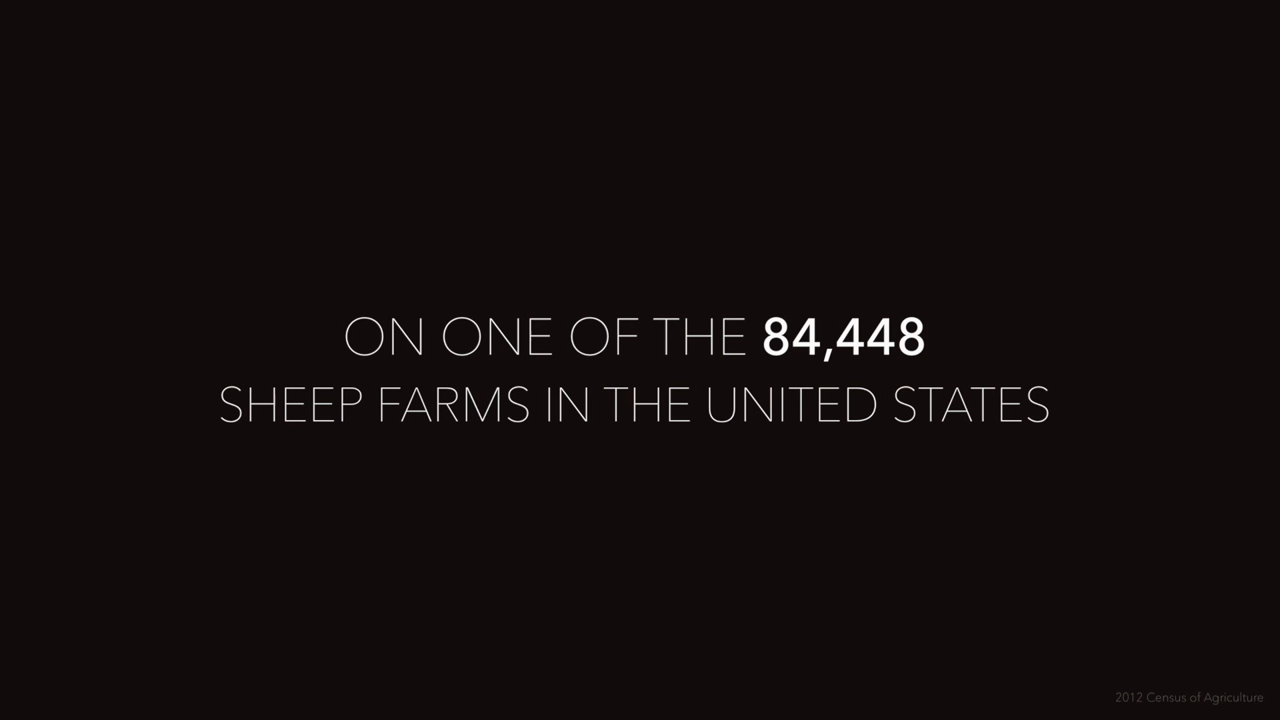 ON ONE OF THE 84,448
SHEEP FARMS IN THE UNITED STATES
2012 Census of Agriculture